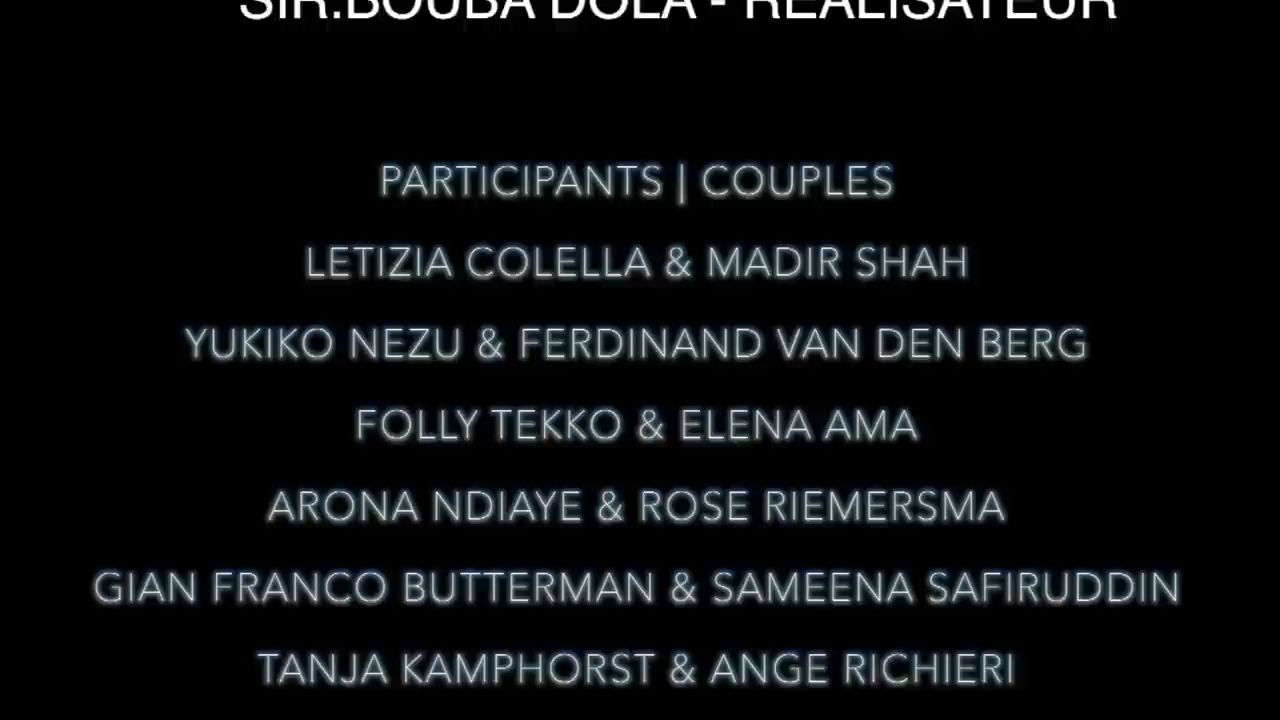 SIR.BOUBA DOLA - REALISATEUR
PARTICIPANTS | COUPLES
LETIZIA COLELLA & MADIR SHAH
YUKIKO NEZU & FERDINAND VAN DEN BERG
FOLLY TEKKO & ELENA AMA
ARONA NDIAYE & ROSE RIEMERSMA
GIAN FRANCO BUTTERMAN & SAMEENA SAFIRUDDIN
TANJA KAMPHORST & ANGE RICHIERI